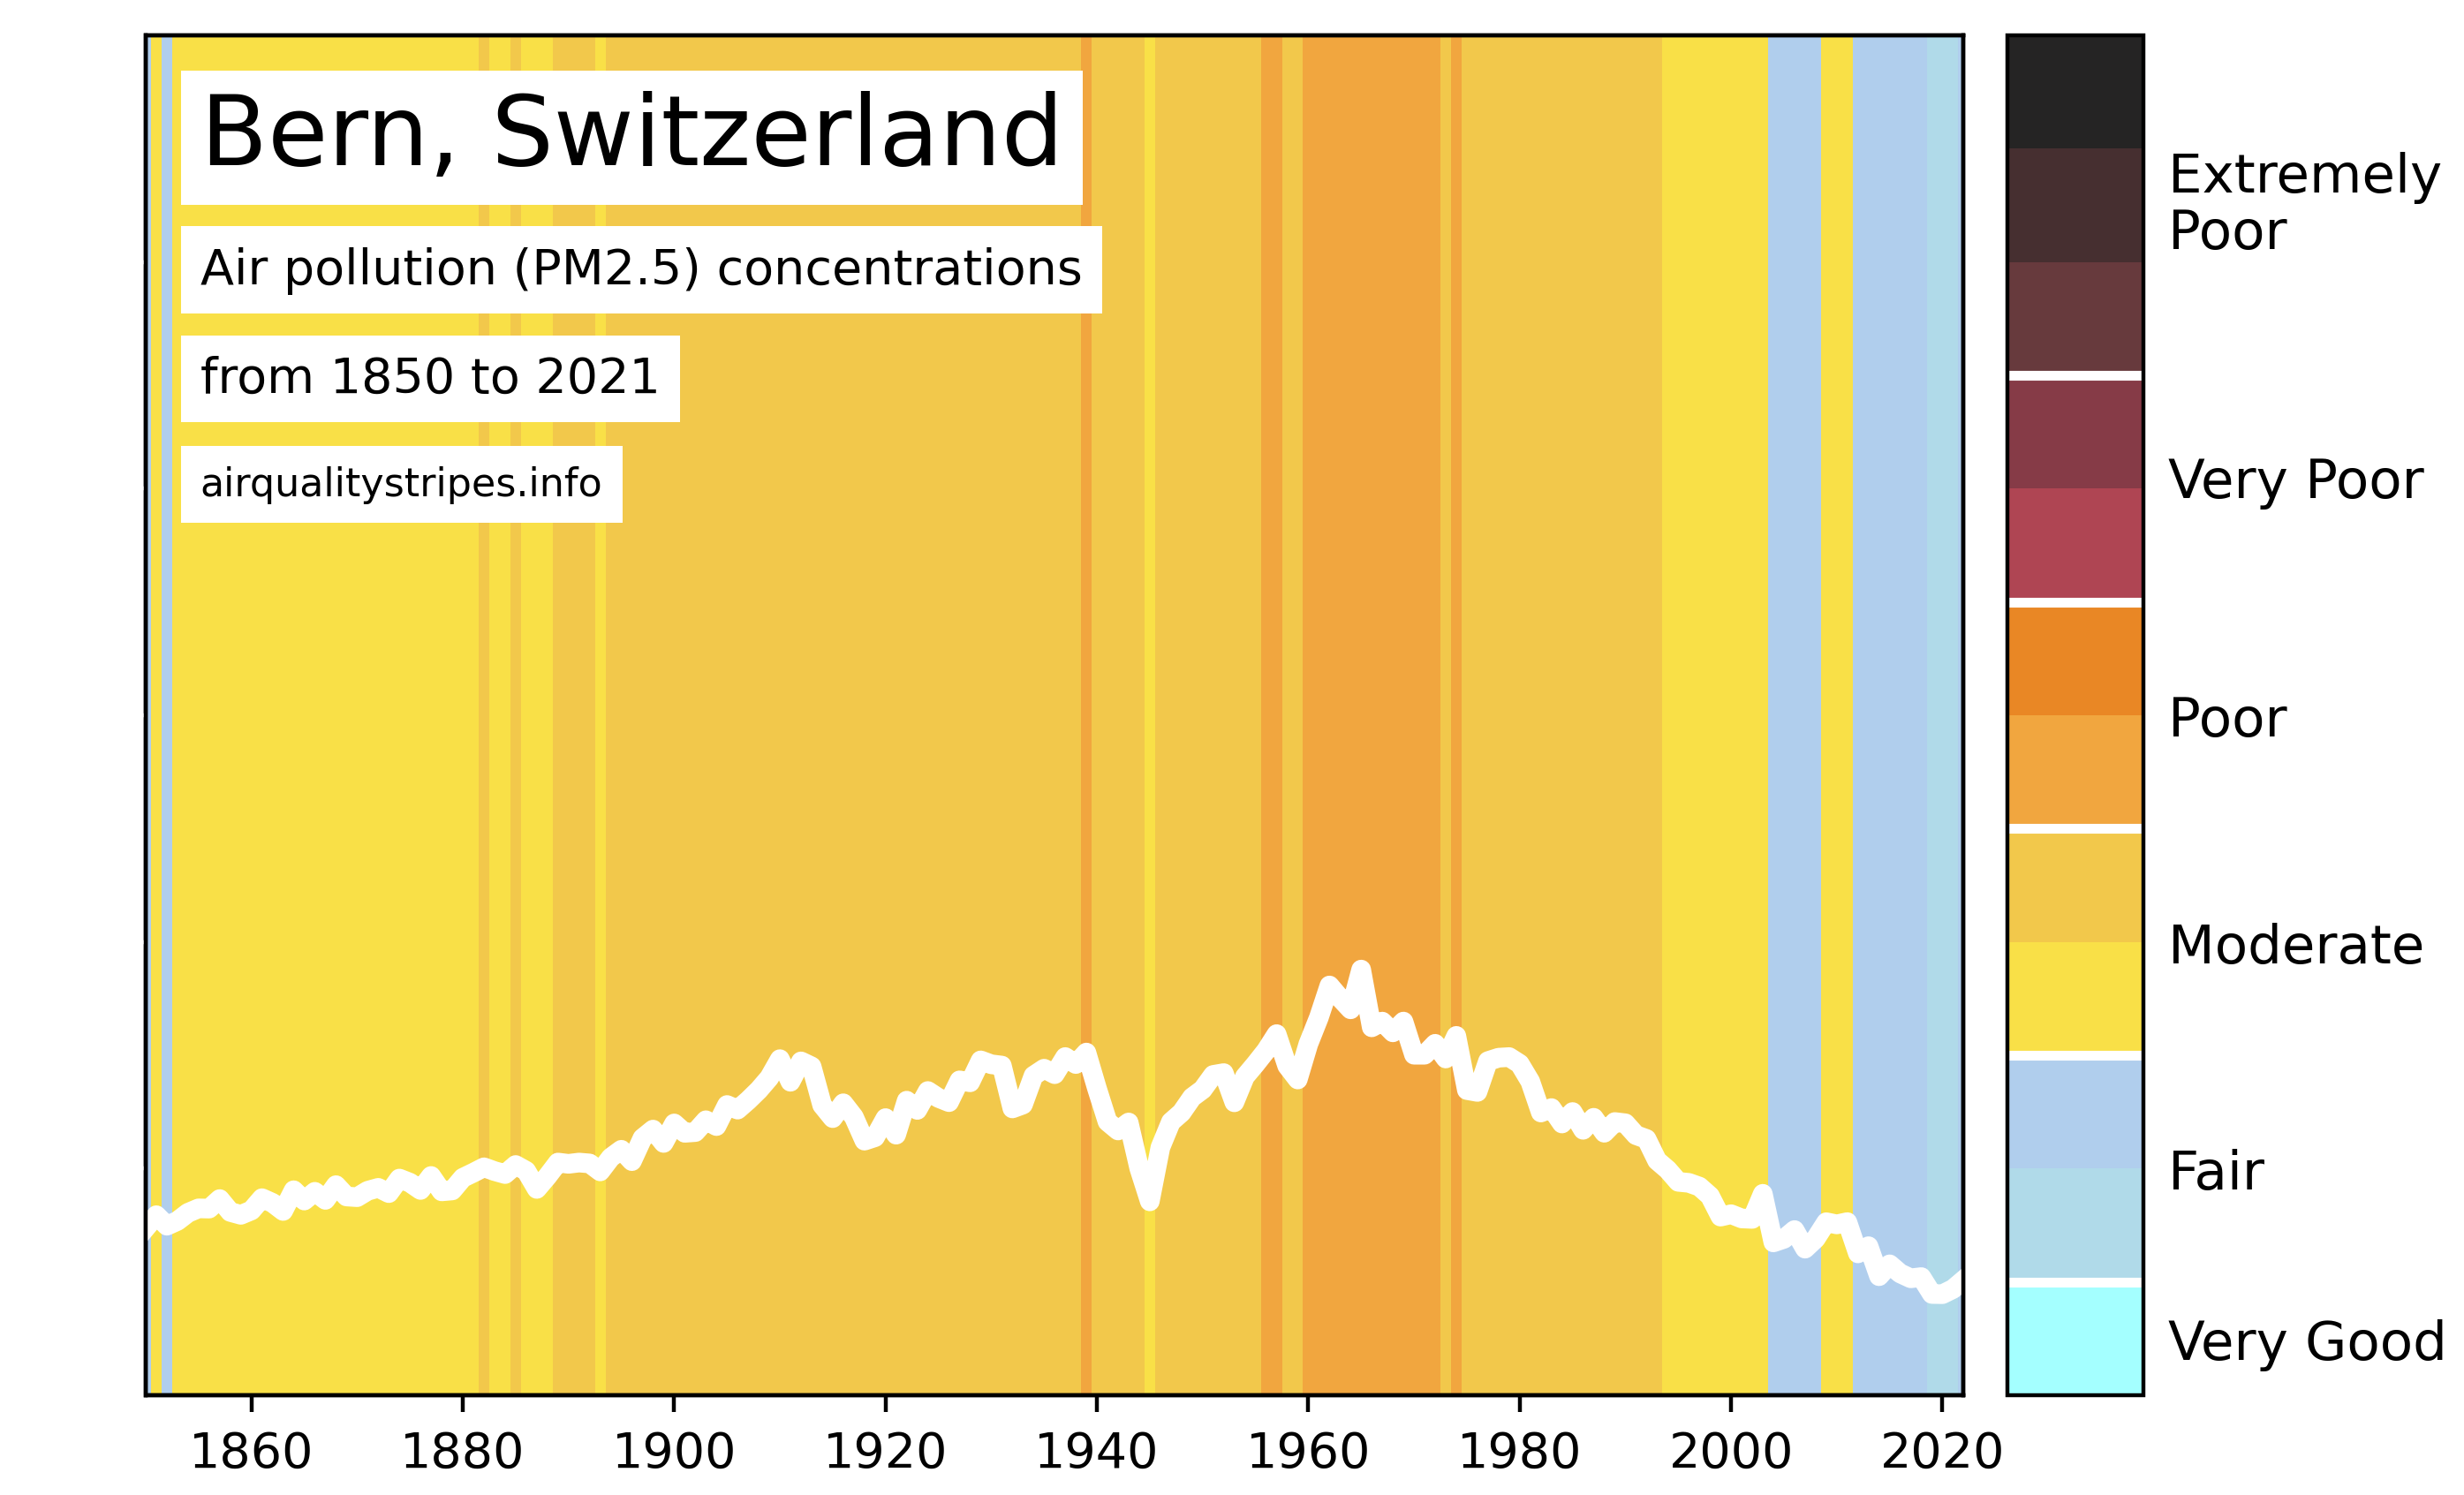 Bern, Switzerland
Air pollution (PM2.5) concentrations
from 1850 to 2021
airqualitystripes.info
Extremely
Poor
Very Poor
Poor
Moderate
Fair
Very Good
1860 1880 1900 1920 1940 1960 1980 2000 2020